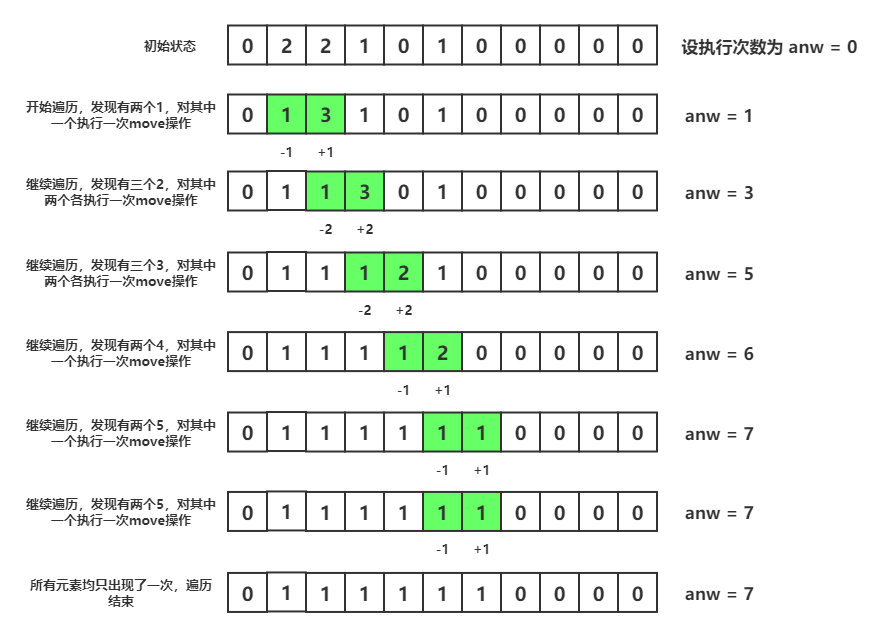 初始状态 0 2 2 1 0 1 0 0 0 0 0 设执行次数为 anw = 0
开始遍历，发现有两个1，对其中
一个执行一次move操作 0 1 3 1 0 1 0 0 0 0 0 anw = 1
-1 +1
继续遍历，发现有三个2，对其中
两个各执行一次move操作 0 1 1 3 0 1 0 0 0 0 0 anw = 3
-2 +2
继续遍历，发现有三个3，对其中
两个各执行一次move操作 0 1 1 1 2 1 0 0 0 0 0 anw = 5
-2 +2
继续遍历，发现有两个4，对其中
一个执行一次move操作 0 1 1 1 1 2 0 0 0 0 0 anw = 6
-1 +1
继续遍历，发现有两个5，对其中
一个执行一次move操作 0 1 1 1 1 1 1 0 0 0 0 anw = 7
-1 +1
继续遍历，发现有两个5，对其中
一个执行一次move操作 0 1 1 1 1 1 1 0 0 0 0 anw = 7
-1 +1
所有元素均只出现了一次，遍历
结束 0 1 1 1 1 1 1 0 0 0 0 anw = 7